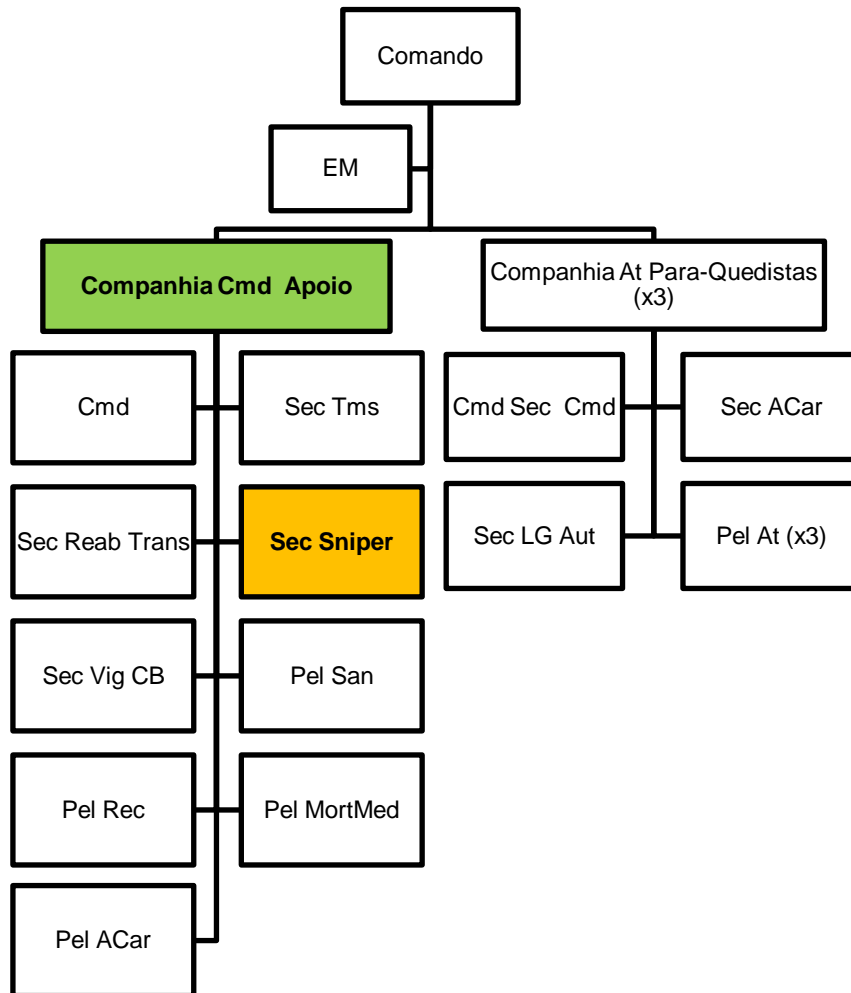 Comando
EM
Companhia Cmd Apoio
Companhia At Para-Quedistas
(x3)
Cmd
Sec Tms
Cmd Sec Cmd
Sec ACar
Sec Reab Trans
Sec Sniper
Sec LG Aut
Pel At (x3)
Sec Vig CB
Pel San
Pel Rec
Pel MortMed
Pel ACar